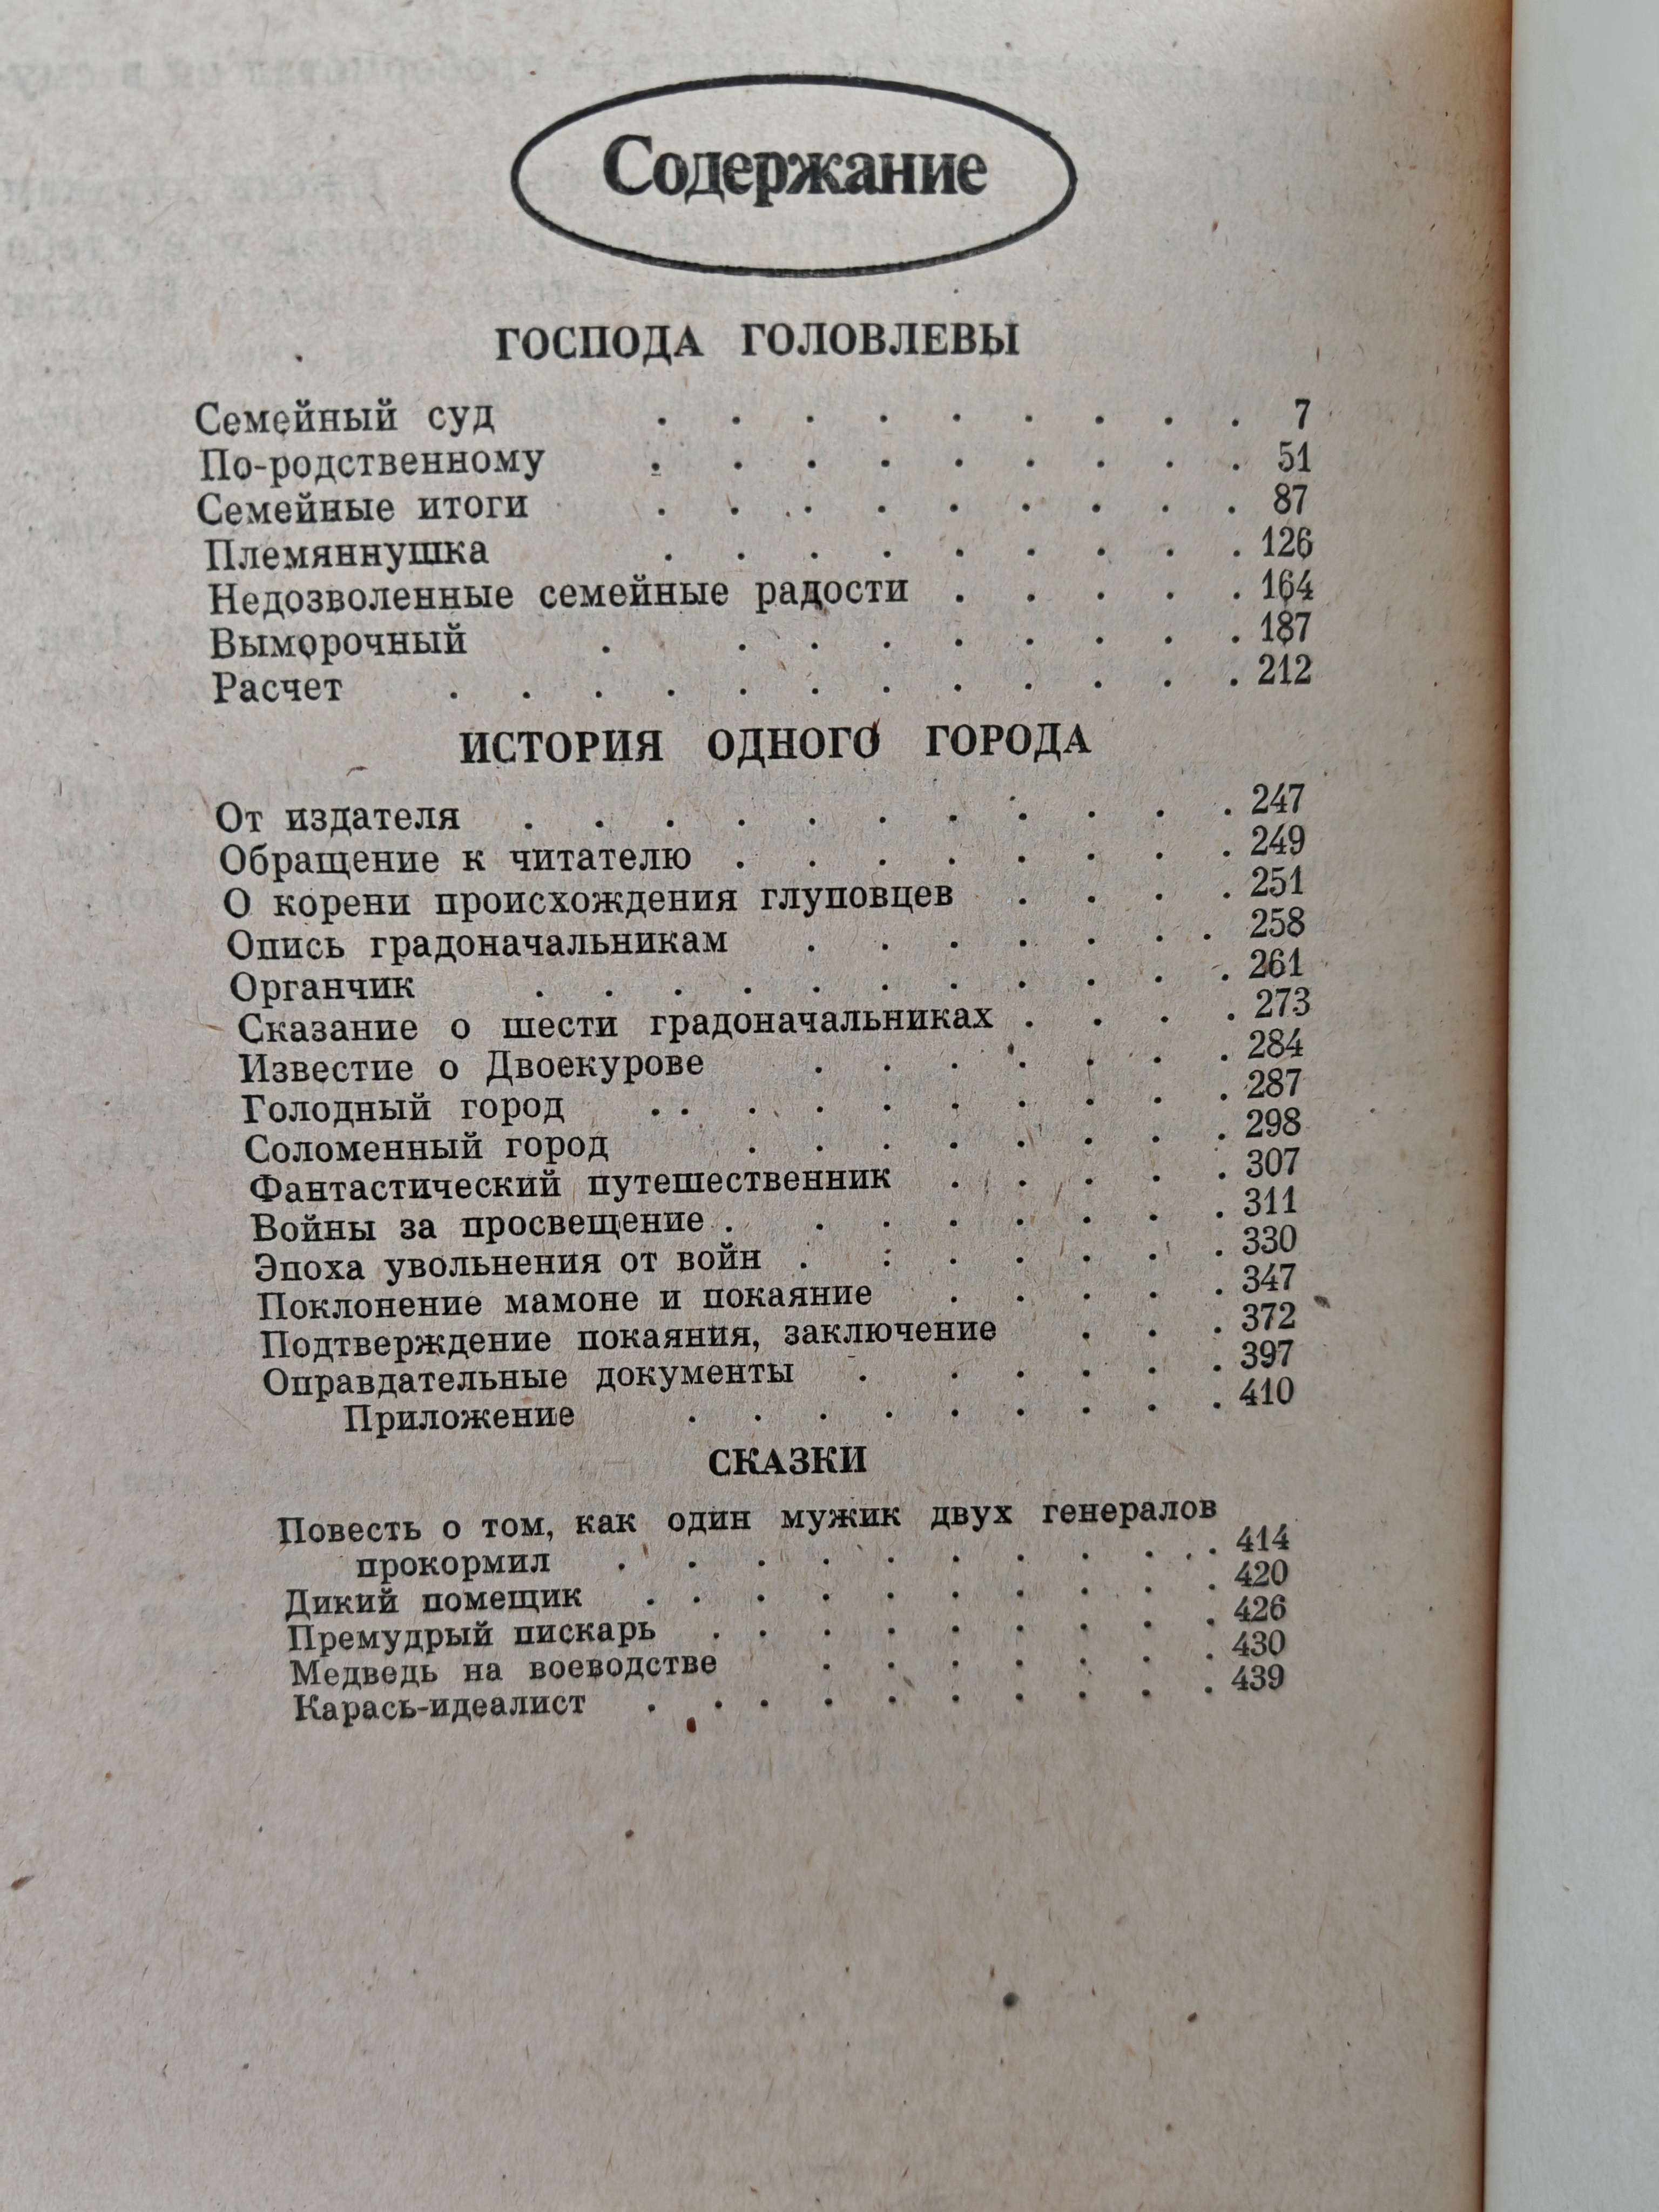 Содержание
ГОСПОДА ГОЛОВЛЕВЫ
Семейный суд . . . . . . . . . 7
По-родственному . . . . . . . . . 51
Семейные итоги . . . . . . . . . 87
Племяннушка . . . . . . . . . 126
Недозволенные семейные радости . . . . . 164
Выморочный . . . . . . . . . 187
Расчет . . . . . . . . . . . . 212
ИСТОРИЯ ОДНОГО ГОРОДА
От издателя . . . . . . . . . . . 247
Обращение к читателю . . . . . . . . 249
О корени происхождения глуповцев . . . . 251
Опись градоначальникам . . . . . . . 258
Органчик . . . . . . . . . . . 261
Сказание о шести градоначальниках . . . . 273
Известие о Двоекурове . . . . . . . 284
Голодный город . . . . . . . . . . 287
Соломенный город . . . . . . . . 298
Фантастический путешественник . . . . . 307
Войны за просвещение . . . . . . . . 311
Эпоха увольнения от войн . : . . . . . 330
Поклонение мамоне и покаяние . . . . . 347
Подтверждение покаяния, заключение . . . 372
Оправдательные документы . . . . . . 397
Приложение . . . . . . . . . 410
СКАЗКИ
Повесть о том, как один мужик двух генералов
прокормил . . . . . . . . . . 414
Дикий помещик . . . . . . . . . . 420
Премудрый пискарь . . . . . . . . . 426
Медведь на воеводстве . . . . . . . 430
Карась-идеалист . . . . . . . . . . 439